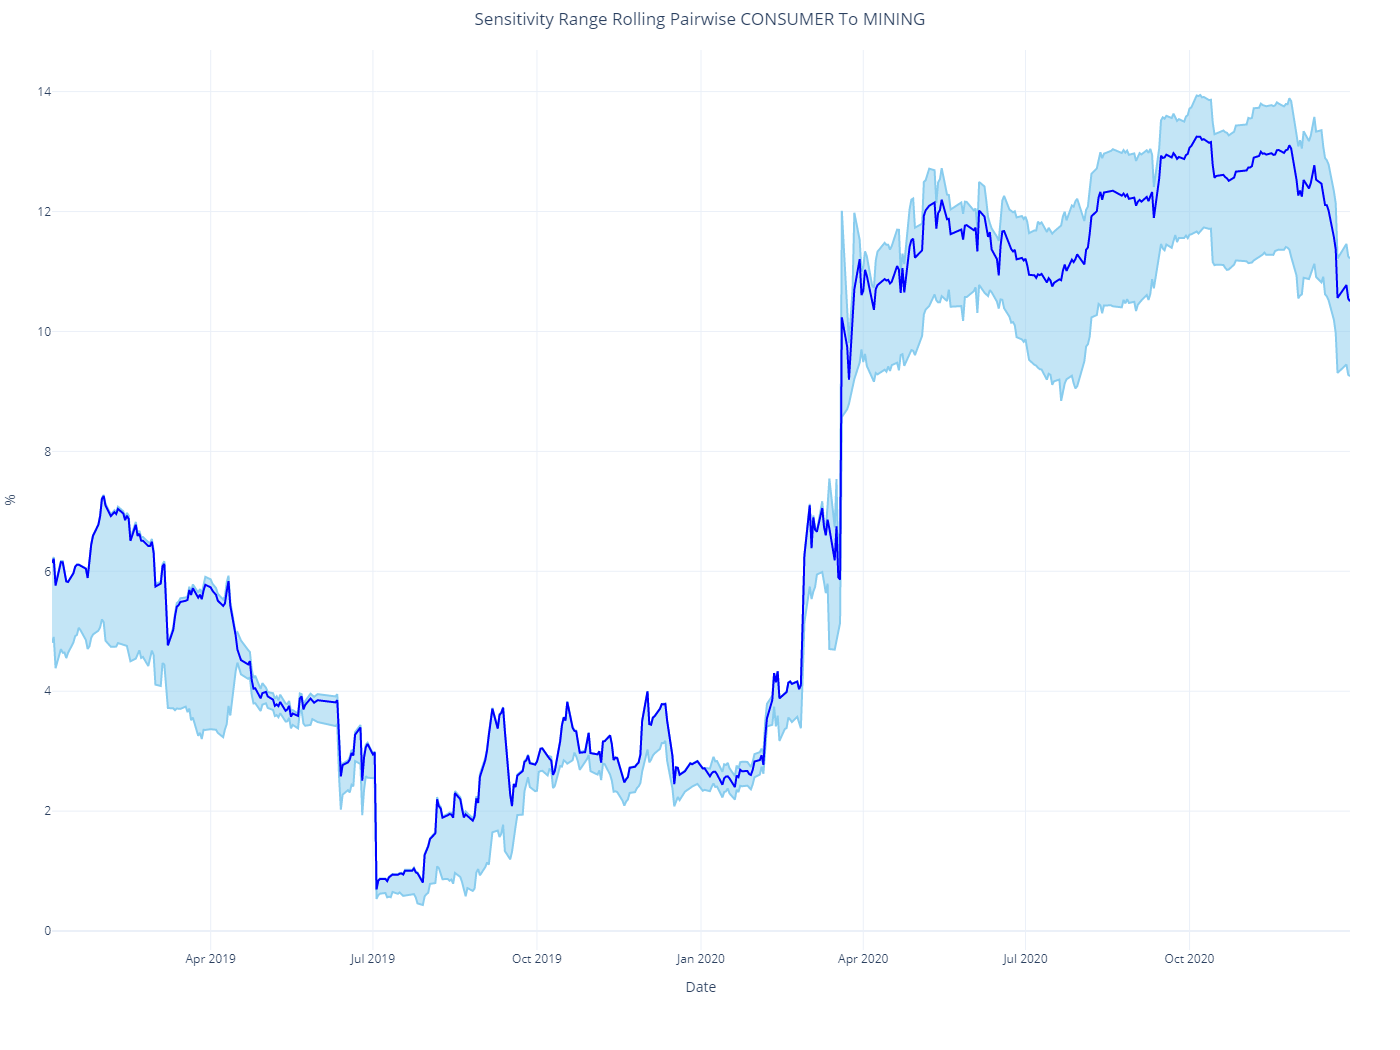 Sensitivity Range Rolling Pairwise CONSUMER To MINING
14
12
10
8
6
4
2
0
%
Apr 2019
Jul 2019
Oct 2019
Jan 2020
Apr 2020
Jul 2020
Oct 2020
Date